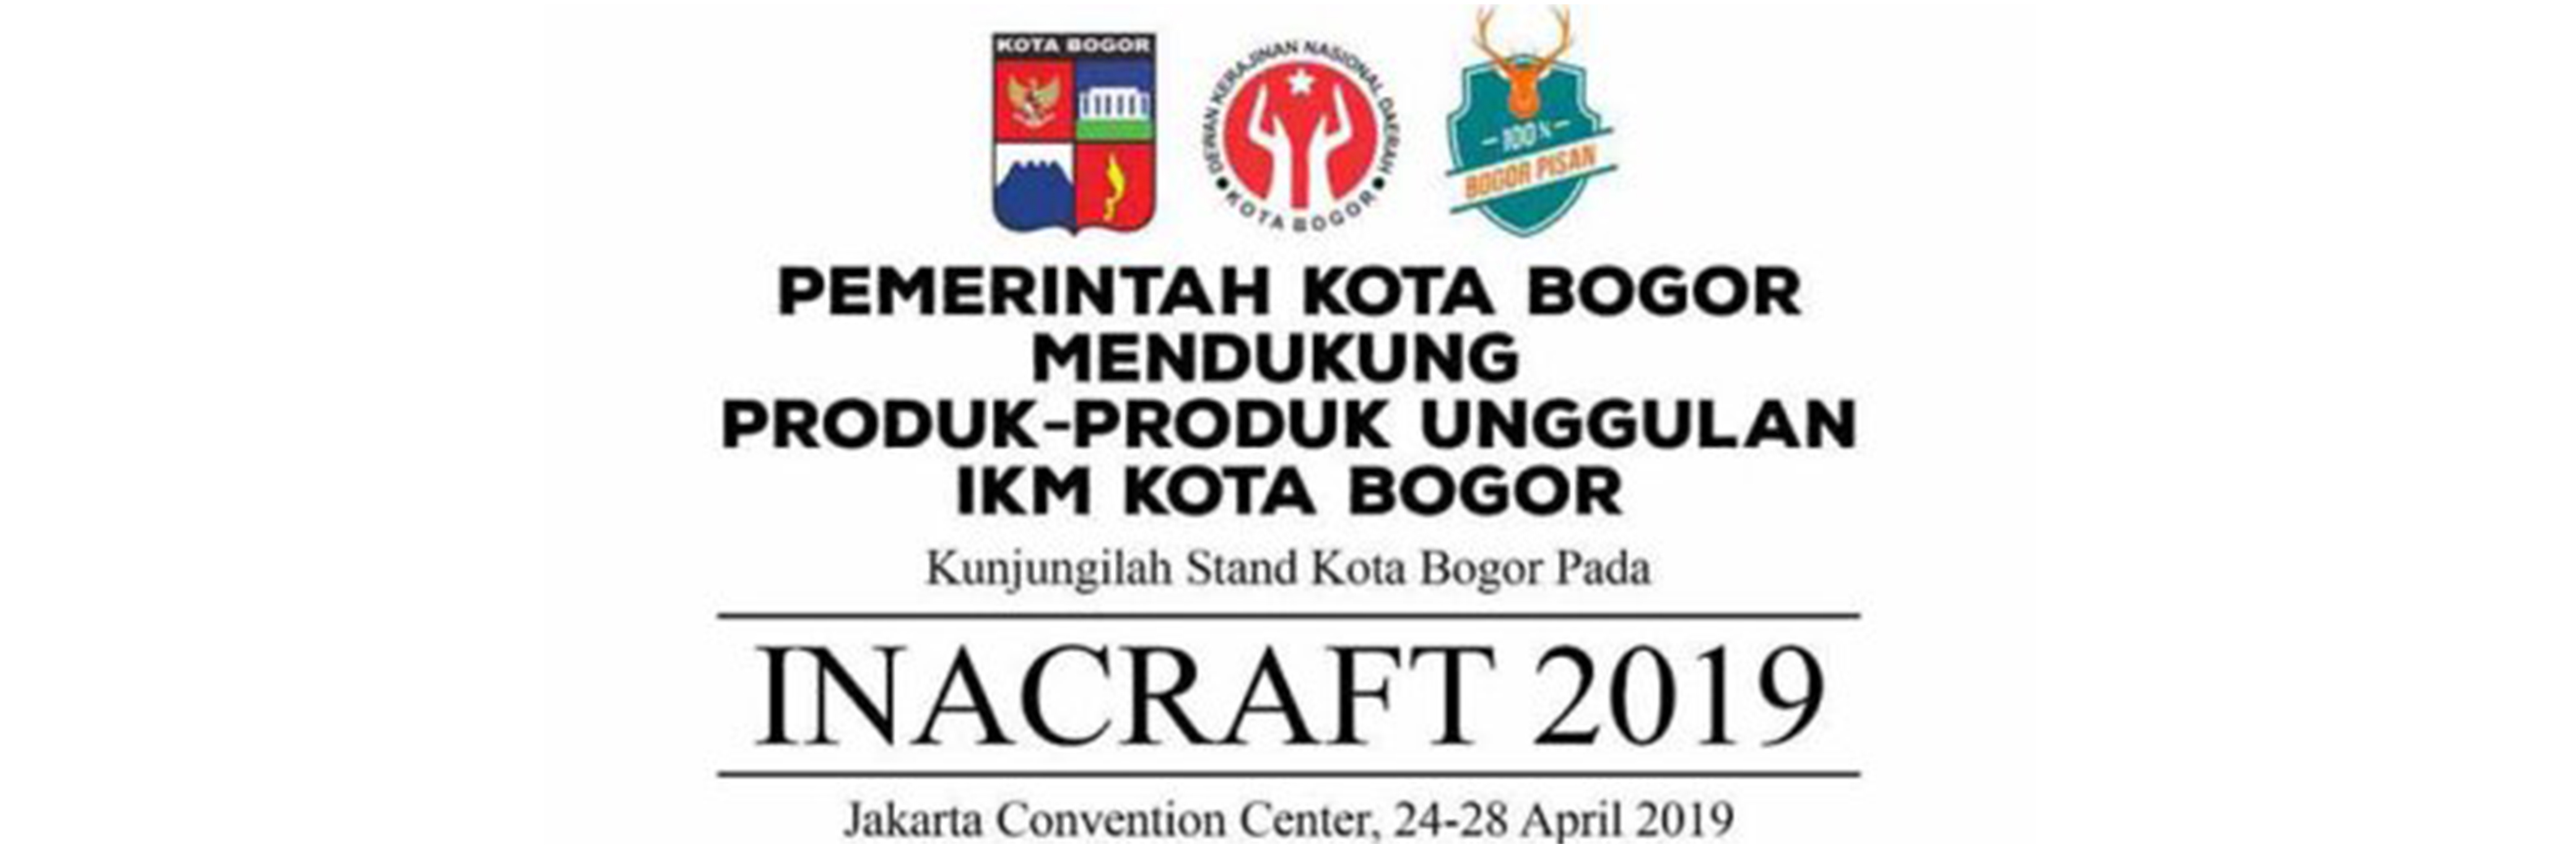 KOTA BOGOR
DEWAN KERAJINAN NASIONAL DAERAH
KOTA BOGOR
100%
BOGOR PISAN
PEMERINTAH KOTA BOGOR
MENDUKUNG
PRODUK-PRODUK UNGGULAN
IKM KOTA BOGOR
Kunjungilah Stand Kota Bogor Pada
INACRAFT 2019
Jakarta Convention Center, 24-28 April 2019